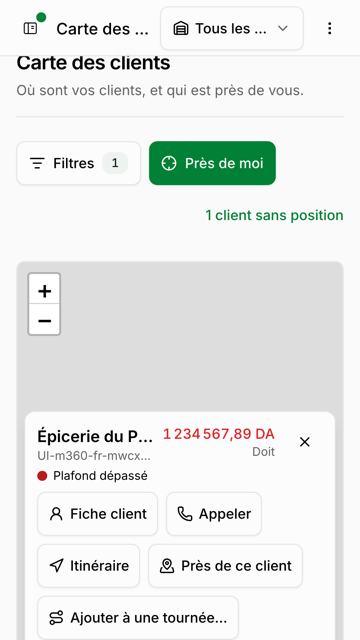 Carte des ...
Tous les ...
Carte des clients
Où sont vos clients, et qui est près de vous.
Filtres 1
Près de moi
1 client sans position
+
−
Épicerie du P... 1 234 567,89 DA
UI-m360-fr-mwcx... Doit
Plafond dépassé
Fiche client
Appeler
Itinéraire
Près de ce client
Ajouter à une tournée...